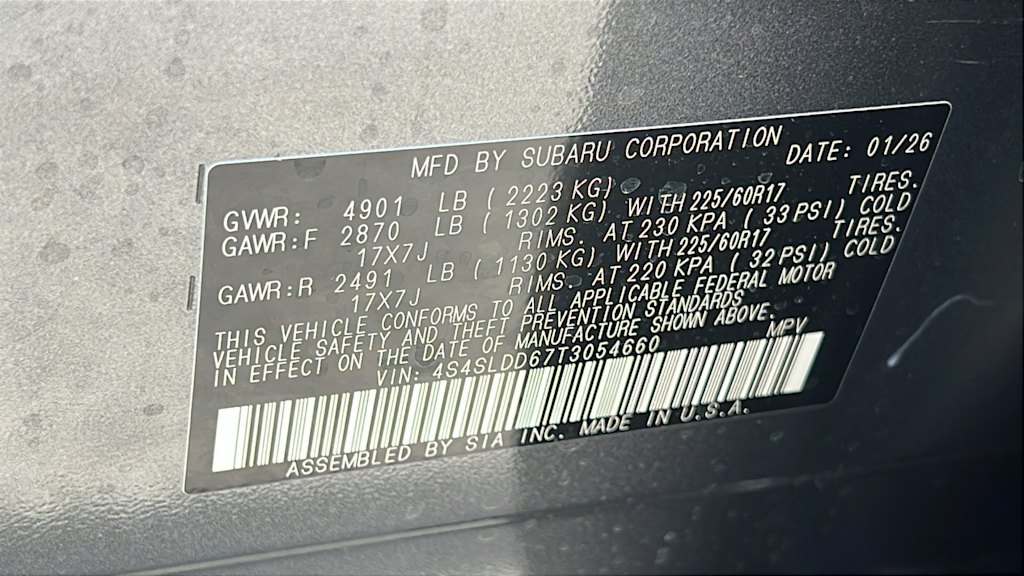 MFD BY SUBARU CORPORATION DATE: 01/26
GVWR: 4901 LB ( 2223 KG)
GAWR:F 2870 LB ( 1302 KG) WITH 225/60R17 TIRES.
17X7J RIMS. AT 230 KPA ( 33 PSI) COLD
GAWR:R 2491 LB ( 1130 KG) WITH 225/60R17 TIRES.
17X7J RIMS. AT 220 KPA ( 32 PSI) COLD
THIS VEHICLE CONFORMS TO ALL APPLICABLE FEDERAL MOTOR
VEHICLE SAFETY AND THEFT PREVENTION STANDARDS
IN EFFECT ON THE DATE OF MANUFACTURE SHOWN ABOVE.
VIN: 4S4SLDD67T3054660 MPV
ASSEMBLED BY SIA INC. MADE IN U.S.A.